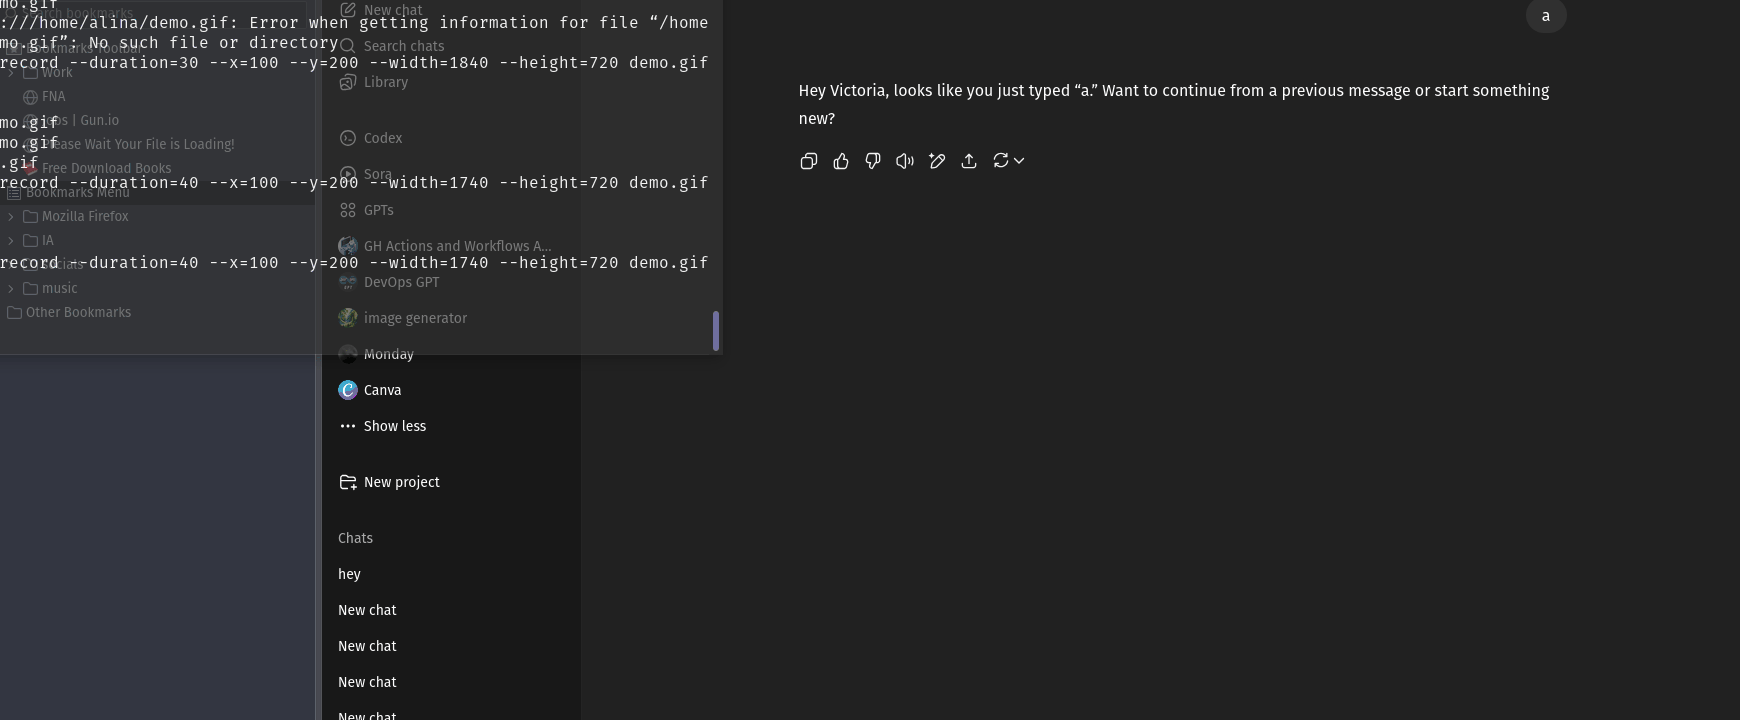 mo.gif
Search bookmarks
:///home/alina/demo.gif: Error when getting information for file “/home
mo.gif”: No such file or directory
Bookmarks Toolbar
record --duration=30 --x=100 --y=200 --width=1840 --height=720 demo.gif
Work
FNA
mo.gif
Jobs | Gun.io
mo.gif
Please Wait Your File is Loading!
.gif
Free Download Books
record --duration=40 --x=100 --y=200 --width=1740 --height=720 demo.gif
Bookmarks Menu
Mozilla Firefox
IA
record --duration=40 --x=100 --y=200 --width=1740 --height=720 demo.gif
socials
music
Other Bookmarks
New chat
Search chats
Library
Codex
Sora
GPTs
GH Actions and Workflows A...
DevOps GPT
image generator
Monday
Canva
Show less
New project
Chats
hey
New chat
New chat
New chat
New chat
a
Hey Victoria, looks like you just typed “a.” Want to continue from a previous message or start something
new?